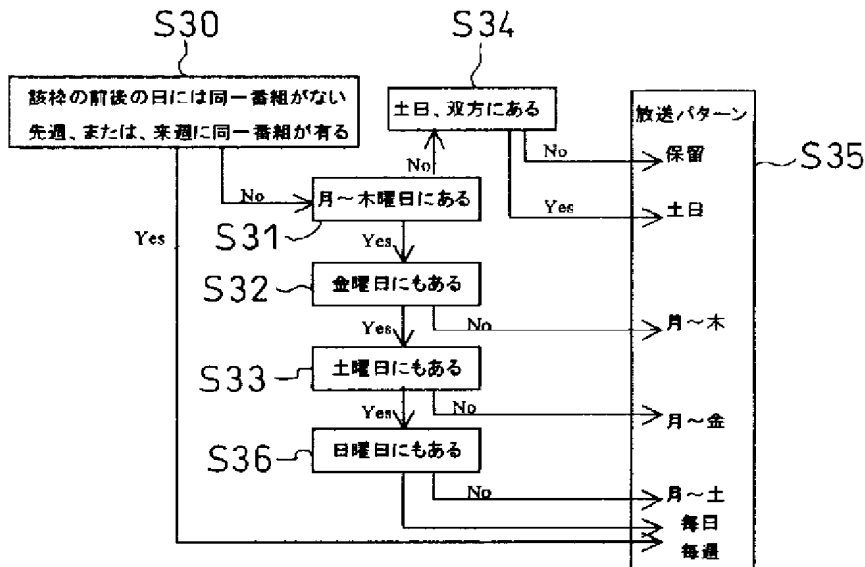 S30
該枠の前後の日には同一番組がない
先週、または、来週に同一番組が有る
S34
土日、双方にある
放送パターン
S35
No
保留
No
Yes
土日
No
月～木曜日にある
S31
Yes
Yes
S32
金曜日にもある
No
月～木
Yes
S33
土曜日にもある
No
月～金
Yes
S36
日曜日にもある
No
月～土
毎日
毎週